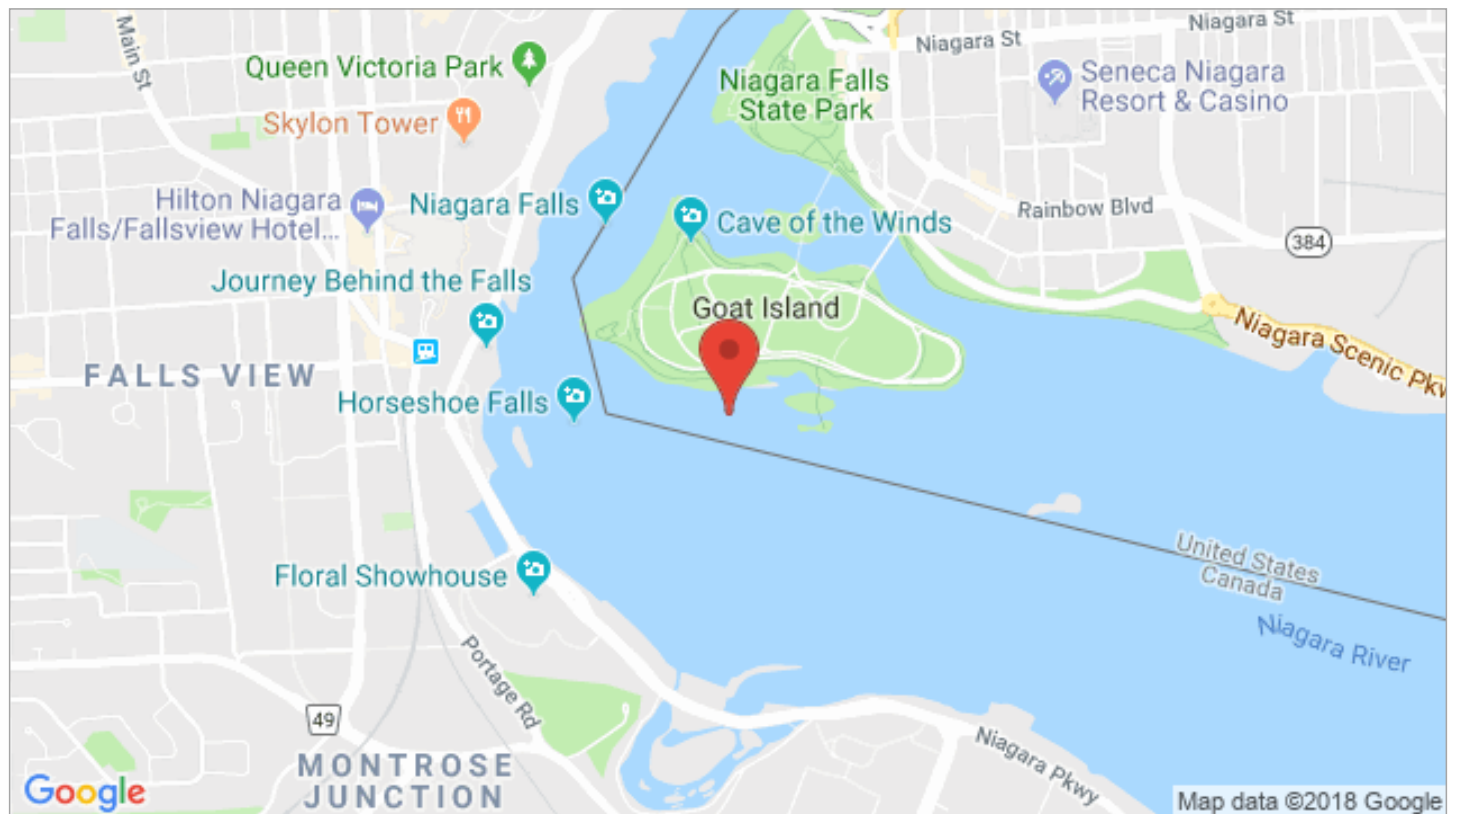 Main St
Queen Victoria Park
Skylon Tower
Niagara Falls
State Park
Niagara St
Niagara St
Seneca Niagara
Resort & Casino
Hilton Niagara
Falls/Fallsview Hotel...
Niagara Falls
Cave of the Winds
Rainbow Blvd
384
Journey Behind the Falls
Goat Island
Niagara Scenic Pkw
FALLS VIEW
Horseshoe Falls
United States
Canada
Niagara River
Floral Showhouse
Portage Rd
49
MONTROSE
JUNCTION
Niagara Pkwy
Google
Map data ©2018 Google